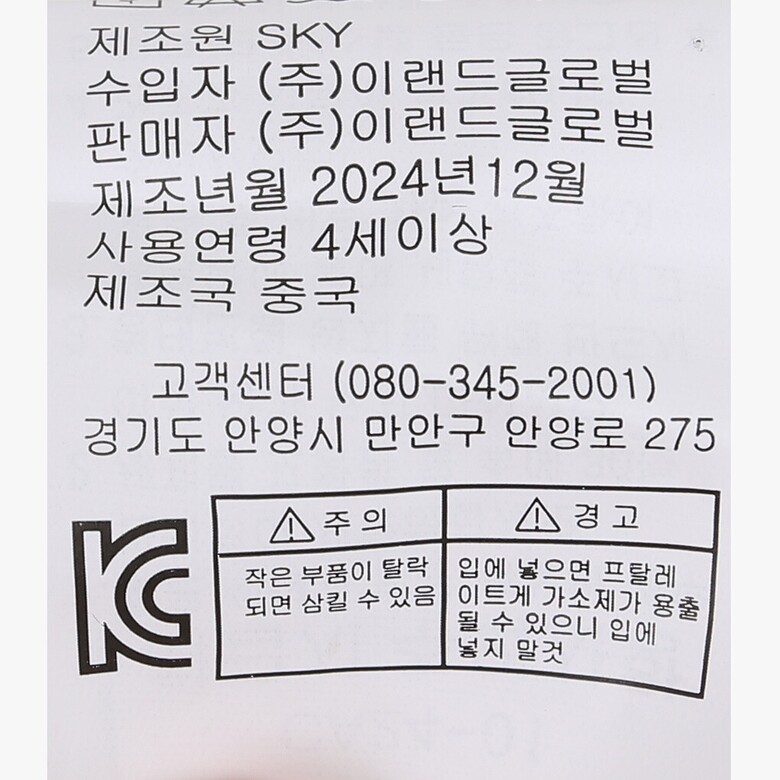 제조원 SKY
수입자 (주)이랜드글로벌
판매자 (주)이랜드글로벌
제조년월 2024년12월
사용연령 4세이상
제조국 중국
고객센터 (080-345-2001)
경기도 안양시 만안구 안양로 275
주의
작은 부품이 탈락
되면 삼킬 수 있음
경고
입에 넣으면 프탈레
이트게 가소제가 용출
될 수 있으니 입에
넣지 말것
KC